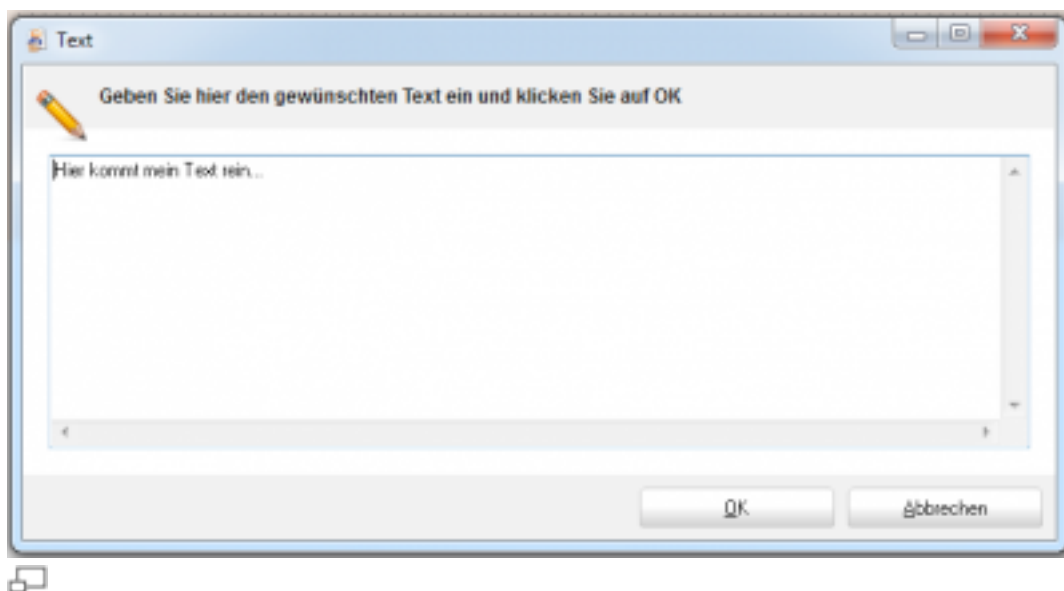 Text
Geben Sie hier den gewünschten Text ein und klicken Sie auf OK
Hier kommt mein Text rein...
OK
Abbrechen